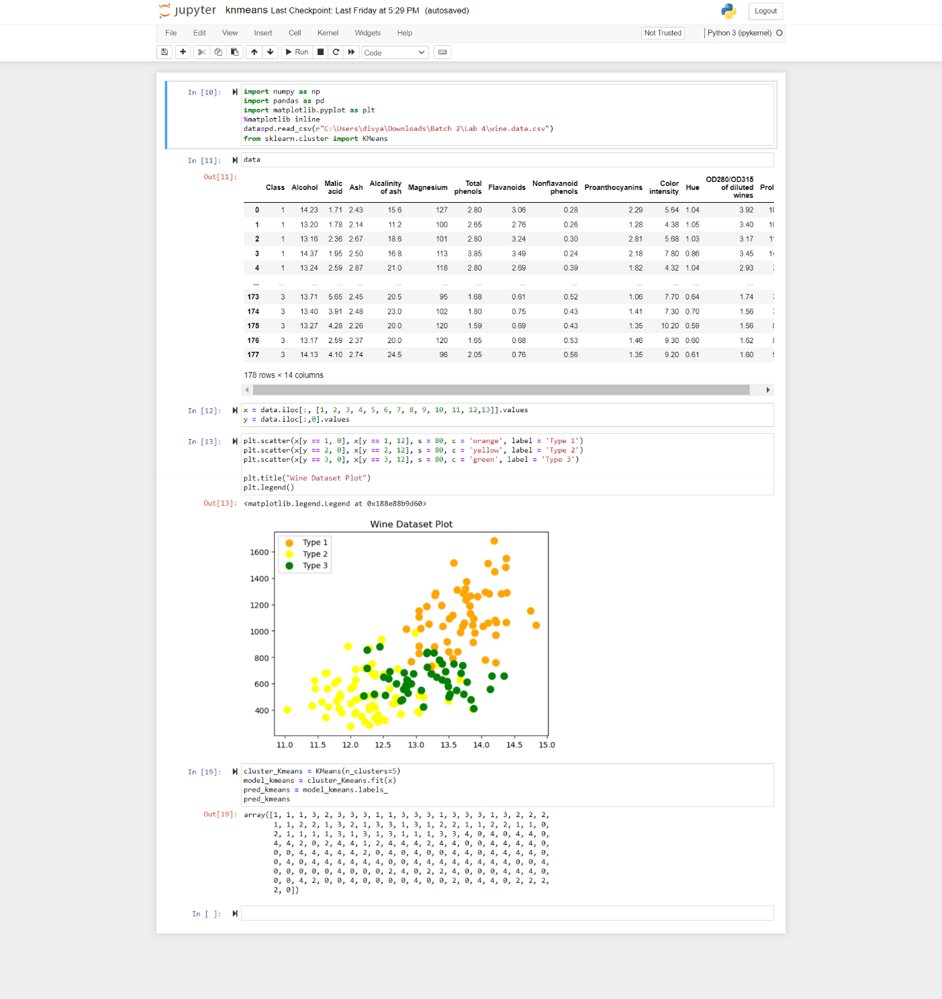 jupyter knmeans Last Checkpoint: Last Friday at 5:29 PM (autosaved) Logout
File Edit View Insert Cell Kernel Widgets Help Not Trusted Python 3 (ipykernel)
Run Code
In [10]: import numpy as np
import pandas as pd
import matplotlib.pyplot as plt
%matplotlib inline
data=pd.read_csv(r"C:\Users\divya\Downloads\Batch 2\Lab 4\wine.data.csv")
from sklearn.cluster import KMeans
In [11]: data
Out[11]:
Class Alcohol Malic acid Ash Alcalinity of ash Magnesium Total phenols Flavanoids Nonflavanoid phenols Proanthocyanins Color intensity Hue OD280/OD315 of diluted wines Prol
0 1 14.23 1.71 2.43 15.6 127 2.80 3.06 0.28 2.29 5.64 1.04 3.92 10
1 1 13.20 1.78 2.14 11.2 100 2.65 2.76 0.26 1.28 4.38 1.05 3.40 10
2 1 13.16 2.36 2.67 18.6 101 2.80 3.24 0.30 2.81 5.68 1.03 3.17 11
3 1 14.37 1.95 2.50 16.8 113 3.85 3.49 0.24 2.18 7.80 0.86 3.45 14
4 1 13.24 2.59 2.87 21.0 118 2.80 2.69 0.39 1.82 4.32 1.04 2.93
... ... ... ... ... ... ... ... ... ... ... ... ... ...
173 3 13.71 5.65 2.45 20.5 95 1.68 0.61 0.52 1.06 7.70 0.64 1.74
174 3 13.40 3.91 2.48 23.0 102 1.80 0.75 0.43 1.41 7.30 0.70 1.56
175 3 13.27 4.28 2.26 20.0 120 1.59 0.69 0.43 1.35 10.20 0.59 1.56
176 3 13.17 2.59 2.37 20.0 120 1.65 0.68 0.53 1.46 9.30 0.60 1.62
177 3 14.13 4.10 2.74 24.5 96 2.05 0.76 0.56 1.35 9.20 0.61 1.60
178 rows × 14 columns
In [12]: x = data.iloc[:, [1, 2, 3, 4, 5, 6, 7, 8, 9, 10, 11, 12,13]].values
y = data.iloc[:,0].values
In [13]: plt.scatter(x[y == 1, 0], x[y == 1, 12], s = 80, c = 'orange', label = 'Type 1')
plt.scatter(x[y == 2, 0], x[y == 2, 12], s = 80, c = 'yellow', label = 'Type 2')
plt.scatter(x[y == 3, 0], x[y == 3, 12], s = 80, c = 'green', label = 'Type 3')
plt.title("Wine Dataset Plot")
plt.legend()
Out[13]: <matplotlib.legend.Legend at 0x188e88b9d60>
Wine Dataset Plot
Type 1
Type 2
Type 3
1600
1400
1200
1000
800
600
400
11.0 11.5 12.0 12.5 13.0 13.5 14.0 14.5 15.0
In [19]: cluster_Kmeans = KMeans(n_clusters=5)
model_kmeans = cluster_Kmeans.fit(x)
pred_kmeans = model_kmeans.labels_
pred_kmeans
Out[19]: array([1, 1, 1, 3, 2, 3, 3, 3, 1, 1, 3, 3, 3, 1, 3, 3, 3, 1, 3, 2, 2, 2,
1, 1, 2, 2, 1, 3, 2, 1, 3, 3, 1, 3, 1, 2, 2, 1, 1, 2, 2, 1, 1, 0,
2, 1, 1, 1, 1, 3, 1, 3, 1, 3, 1, 1, 1, 3, 3, 4, 0, 4, 0, 4, 4, 0,
4, 4, 2, 0, 2, 4, 4, 1, 2, 4, 4, 4, 2, 4, 4, 0, 0, 4, 4, 4, 4, 0,
0, 0, 4, 4, 4, 4, 4, 2, 0, 4, 0, 4, 0, 0, 4, 4, 0, 4, 4, 4, 4, 0,
0, 4, 0, 4, 4, 4, 4, 4, 4, 0, 0, 4, 4, 4, 4, 4, 4, 4, 4, 0, 0, 4,
0, 0, 0, 0, 0, 4, 0, 0, 0, 2, 4, 0, 2, 2, 4, 0, 0, 0, 4, 4, 4, 0,
0, 0, 4, 2, 0, 0, 4, 0, 0, 0, 0, 4, 0, 0, 2, 0, 4, 4, 0, 2, 2, 2,
2, 0])
In [ ]: